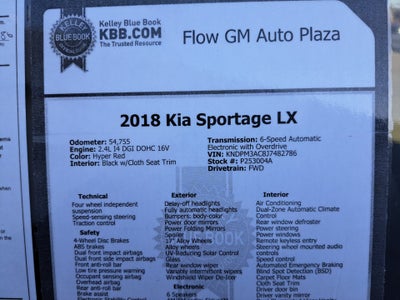 Kelley Blue Book
KBB.COM
The Trusted Resource
KELLEY
BLUE BOOK
Flow GM Auto Plaza
2018 Kia Sportage LX
Odometer: 54,755
Engine: 2.4L I4 DGI DOHC 16V
Color: Hyper Red
Interior: Black w/Cloth Seat Trim
Transmission: 6-Speed Automatic
Electronic with Overdrive
VIN: KNDPM3AC8J7482786
Stock #: P253004A
Drivetrain: FWD
Technical
Four wheel independent
suspension
Speed-sensing steering
Traction control
Safety
4-Wheel Disc Brakes
ABS brakes
Dual front impact airbags
Dual front side impact airbags
Front anti-roll bar
Low tire pressure warning
Occupant sensing airbag
Overhead airbag
Rear anti-roll bar
Brake assist
Exterior
Delay-off headlights
Fully automatic headlights
Bumpers: body-color
Power door mirrors
Power Folding Mirrors
Spoiler
17" Alloy Wheels
Alloy wheels
UV-Reducing Solar Control
Glass
Rear window wiper
Variably intermittent wipers
Windshield Wiper De-Icer
Electronic
6 Speakers
Interior
Air Conditioning
Dual-Zone Automatic Climate
Control
Rear window defroster
Power steering
Power windows
Remote keyless entry
Steering wheel mounted audio
controls
Speed control
Automated Emergency Braking
Blind Spot Detection (BSD)
Carpet Floor Mats
Cloth Seat Trim
Driver door bin